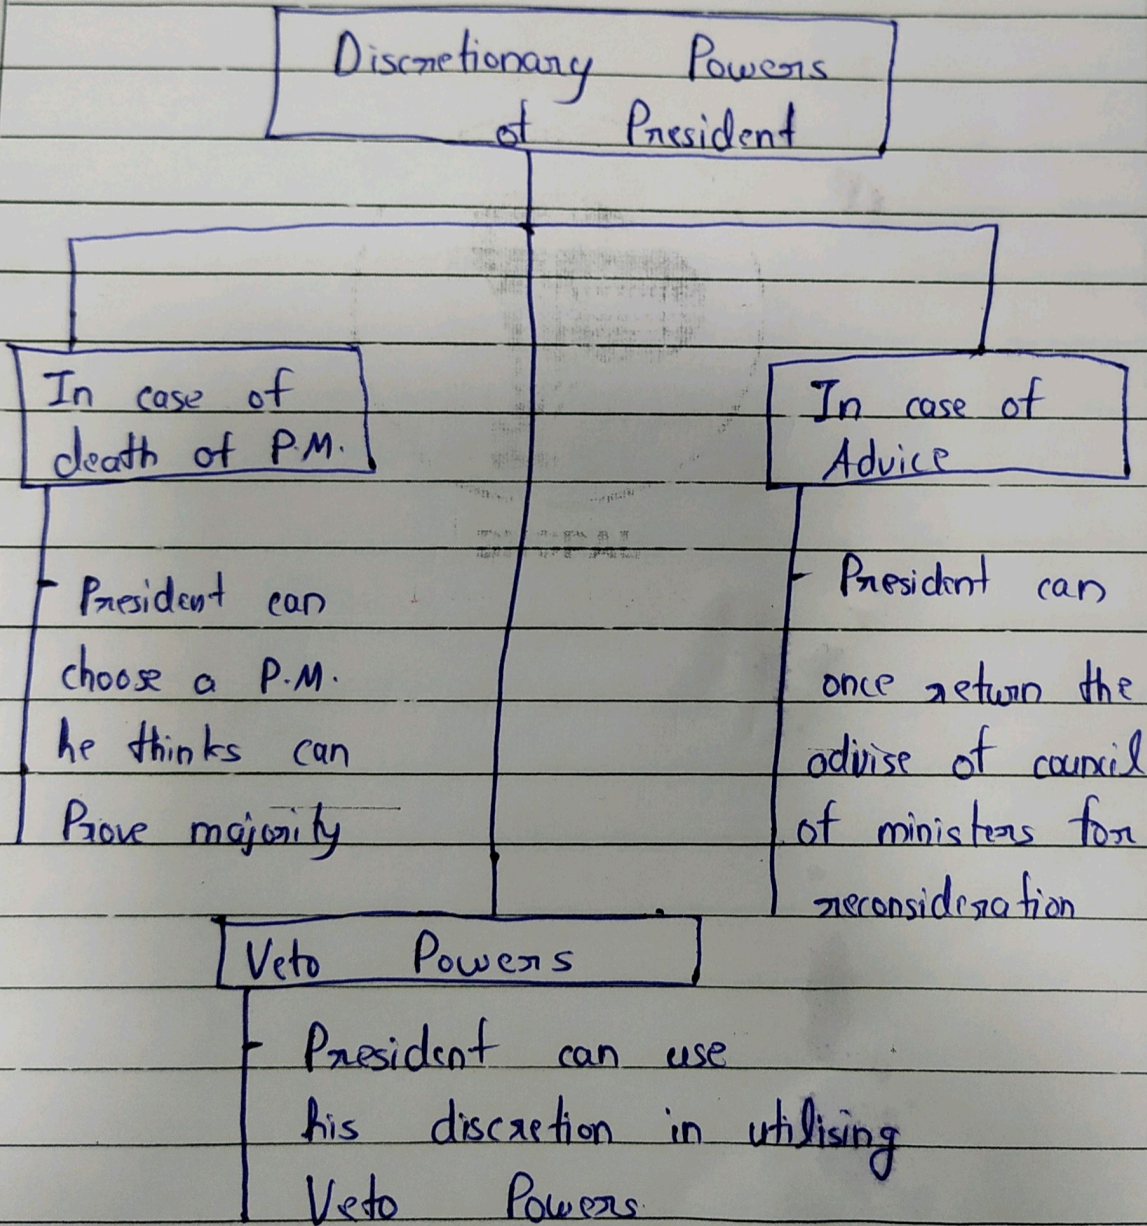 Discretionary Powers
of President
In case of
death of P.M.
President can
choose a P.M.
he thinks can
Prove majority
In case of
Advice
President can
once return the
advise of council
of ministers for
reconsideration
Veto Powers
President can use
his discretion in utilising
Veto Powers